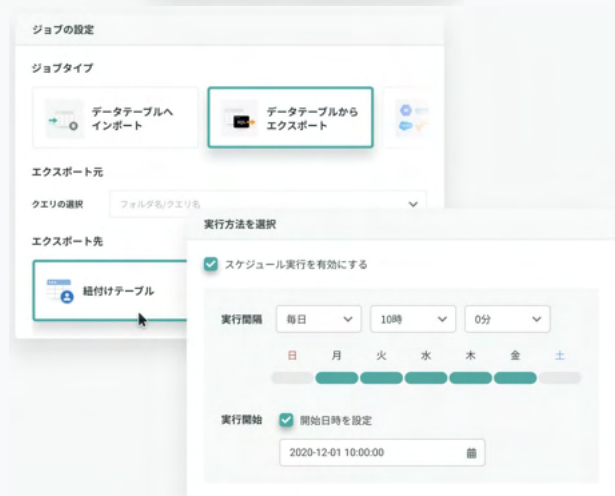 ジョブの設定
ジョブタイプ
データテーブルへ
インポート
データテーブルから
エクスポート
エクスポート元
クエリの選択
フォルダ名/クエリ名
エクスポート先
紐付けテーブル
実行方法を選択
スケジュール実行を有効にする
実行間隔 毎日 10時 0分
日 月 火 水 木 金 土
実行開始 開始日時を設定
2020-12-01 10:00:00